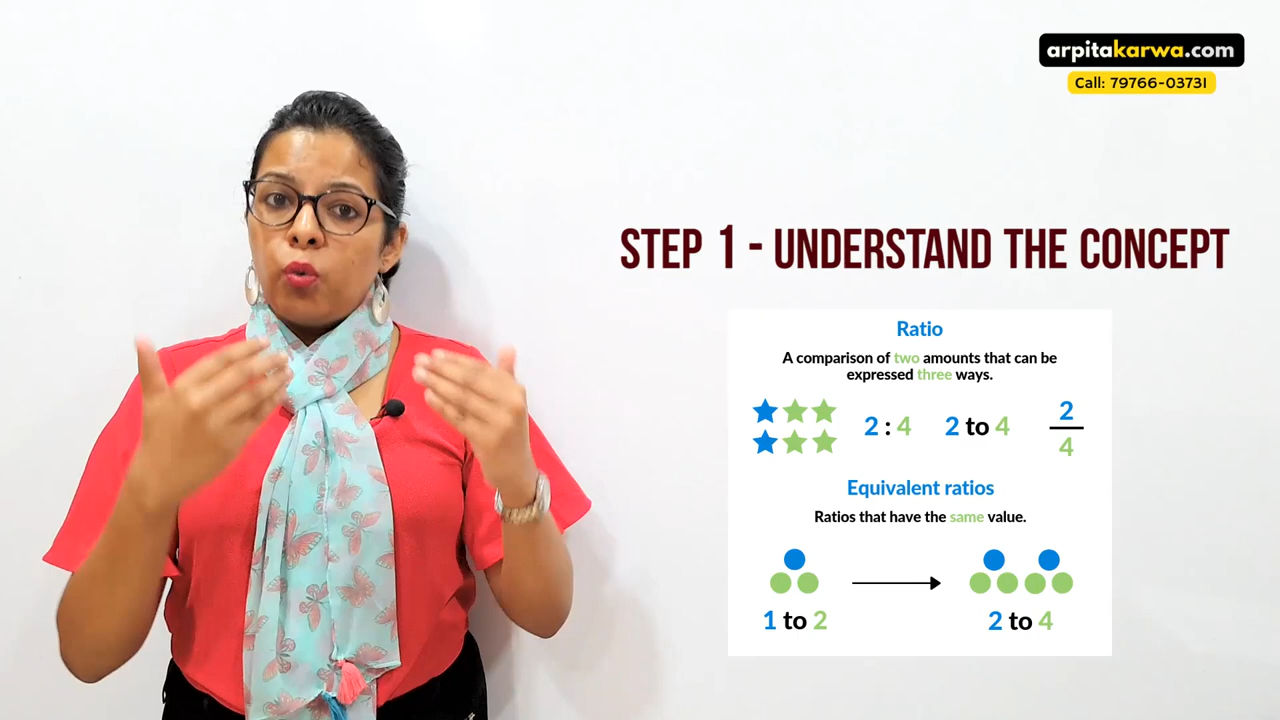 arpitakarwa.com
Call: 79766-03731
STEP 1 - UNDERSTAND THE CONCEPT
Ratio
A comparison of two amounts that can be
expressed three ways.
2 : 4 2 to 4 2/4
Equivalent ratios
Ratios that have the same value.
1 to 2 2 to 4